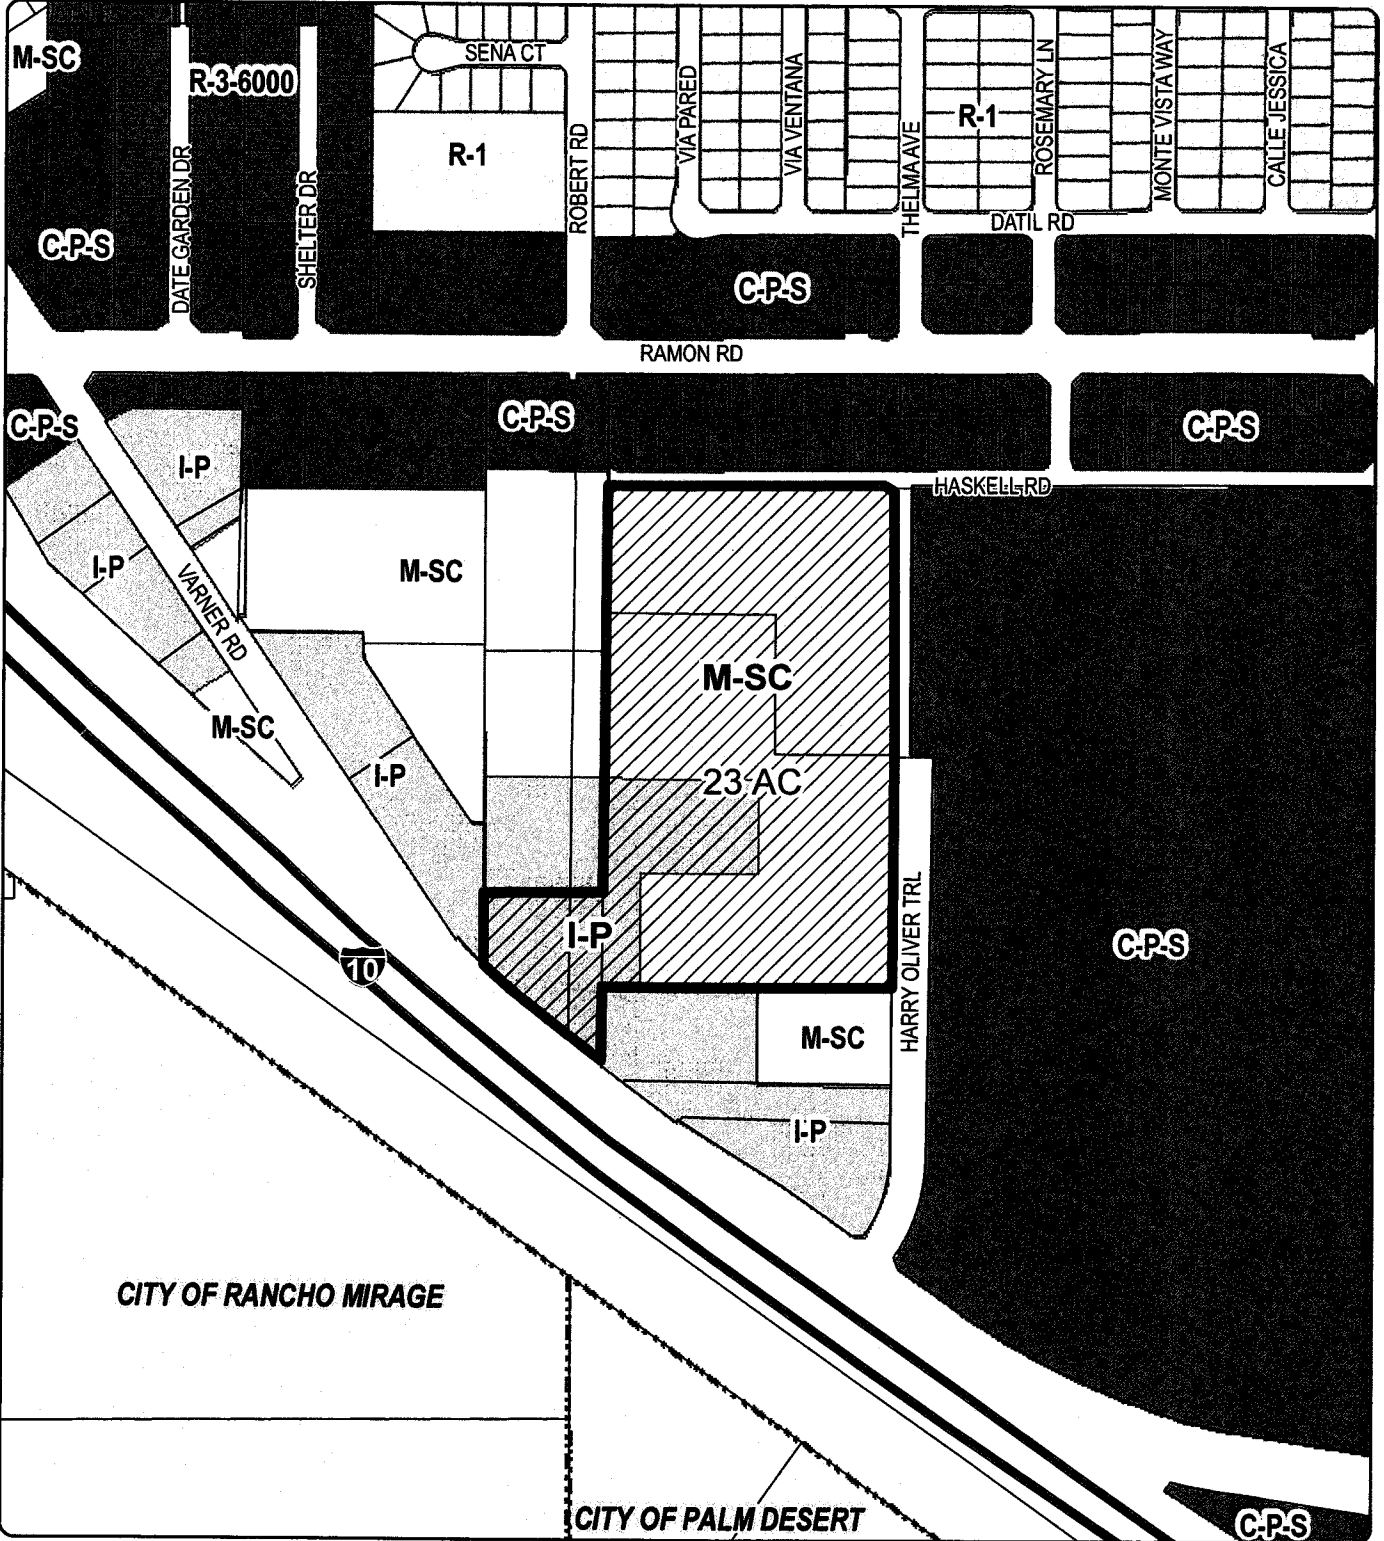 M-SC
SENA CT
R-3-6000
R-1
R-1
VIA PARED
VIA VENTANA
THELMA AVE
ROSEMARY LN
MONTE VISTA WAY
CALLE JESSICA
ROBERT RD
DATE GARDEN DR
SHELTER DR
DATIL RD
C-P-S
C-P-S
RAMON RD
C-P-S
C-P-S
C-P-S
I-P
HASKELL RD
I-P
M-SC
VARNER RD
M-SC
M-SC
I-P
23 AC
I-P
10
HARRY OLIVER TRL
C-P-S
M-SC
I-P
CITY OF RANCHO MIRAGE
CITY OF PALM DESERT
C-P-S